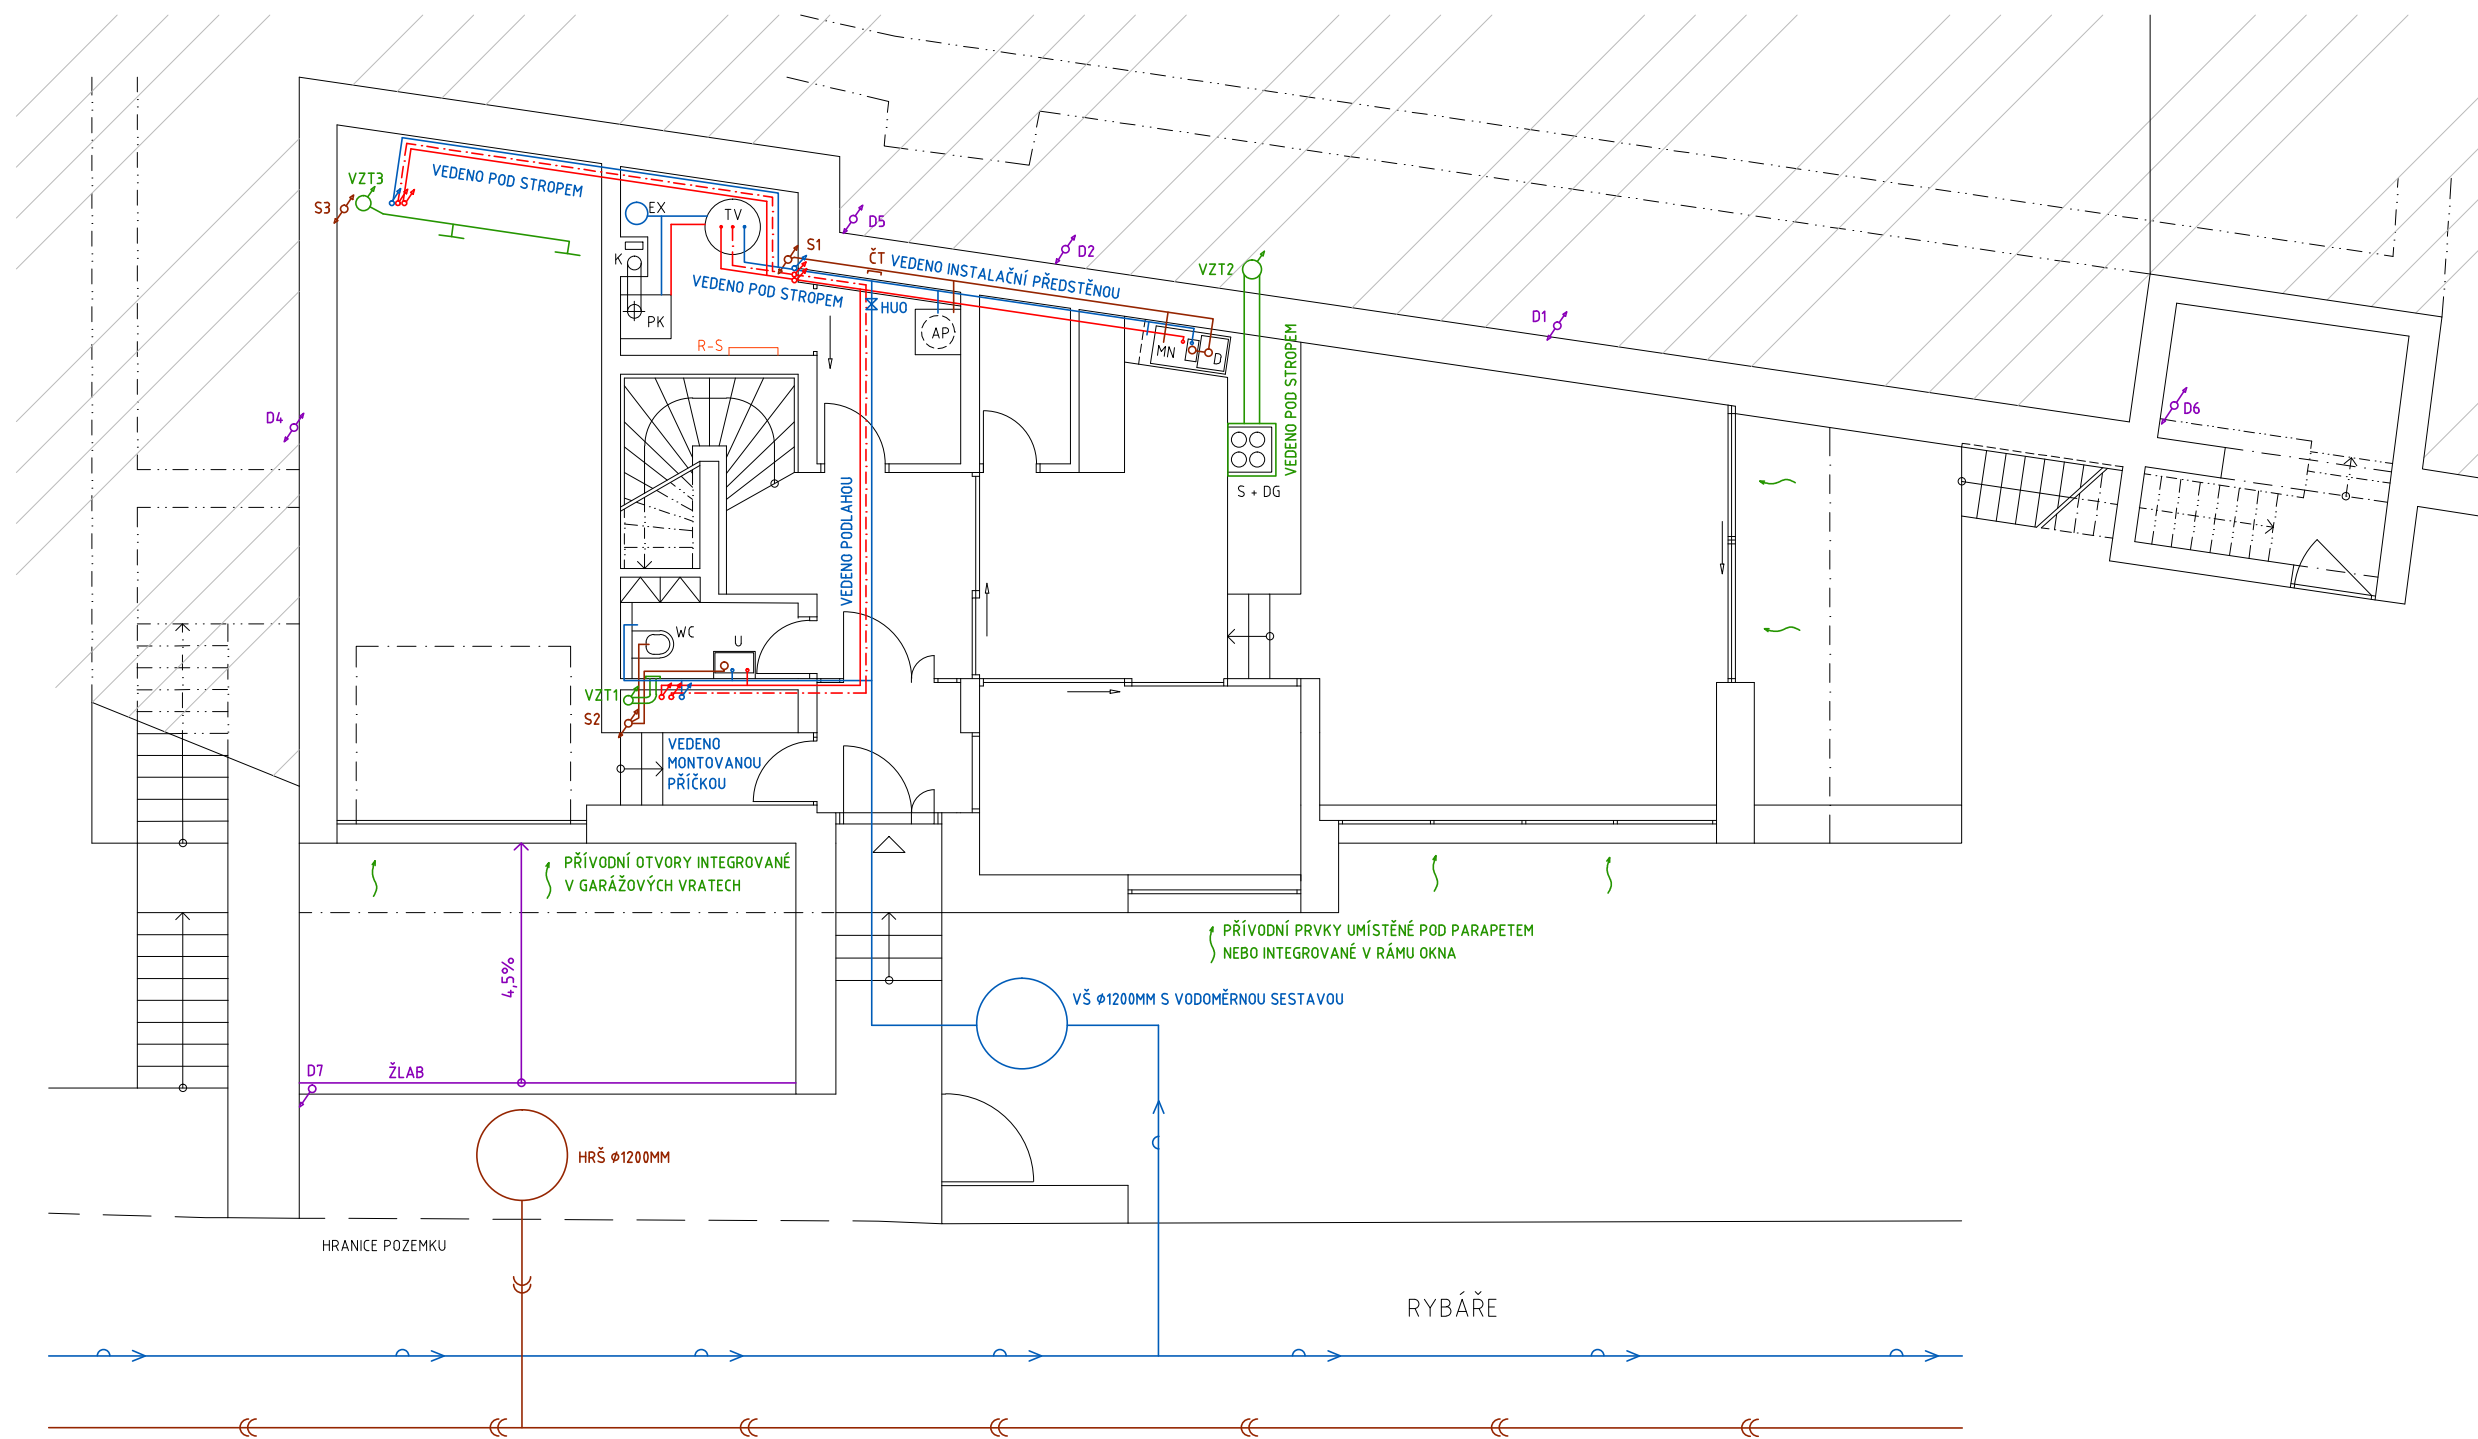 VZT3
S3
VEDENO POD STROPEM
EX
TV
K
PK
S1
ČT
VEDENO INSTALAČNÍ PŘEDSTĚNOU
VEDENO POD STROPEM
HUO
AP
R-S
D5
D2
VZT2
D1
MN
D
VEDENO POD STROPEM
S + DG
D4
D6
VEDENO PODLAHOU
WC
U
VZT1
S2
VEDENO
MONTOVANOU
PŘÍČKOU
PŘÍVODNÍ OTVORY INTEGROVANÉ
V GARÁŽOVÝCH VRATECH
4,5%
PŘÍVODNÍ PRVKY UMÍSTĚNÉ POD PARAPETEM
NEBO INTEGROVANÉ V RÁMU OKNA
VŠ ø1200MM S VODOMĚRNOU SESTAVOU
D7
ŽLAB
HRŠ ø1200MM
HRANICE POZEMKU
RYBÁŘE